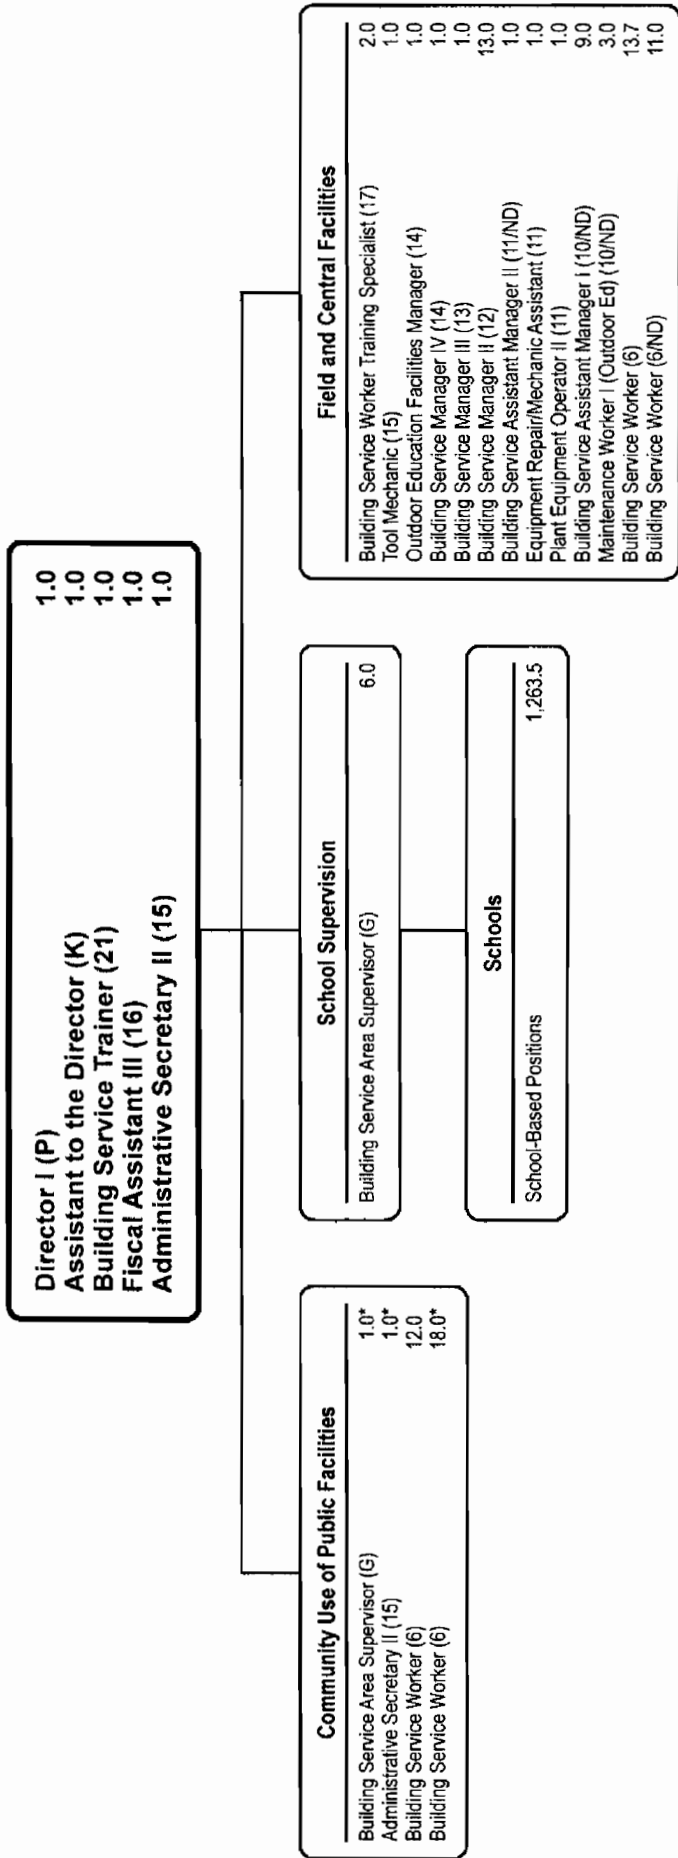 Director I (P) 1.0
Assistant to the Director (K) 1.0
Building Service Trainer (21) 1.0
Fiscal Assistant III (16) 1.0
Administrative Secretary II (15) 1.0
Community Use of Public Facilities
Building Service Area Supervisor (G) 1.0*
Administrative Secretary II (15) 1.0*
Building Service Worker (6) 12.0
Building Service Worker (6) 18.0*
School Supervision
Building Service Area Supervisor (G) 6.0
Schools
School-Based Positions 1,263.5
Field and Central Facilities
Building Service Worker Training Specialist (17) 2.0
Tool Mechanic (15) 1.0
Outdoor Education Facilities Manager (14) 1.0
Building Service Manager IV (14) 1.0
Building Service Manager III (13) 1.0
Building Service Manager II (12) 13.0
Building Service Assistant Manager II (11/ND) 1.0
Equipment Repair/Mechanic Assistant (11) 1.0
Plant Equipment Operator II (11) 1.0
Building Service Assistant Manager I (10/ND) 9.0
Maintenance Worker I (Outdoor Ed) (10/ND) 3.0
Building Service Worker (6) 13.7
Building Service Worker (6/ND) 11.0